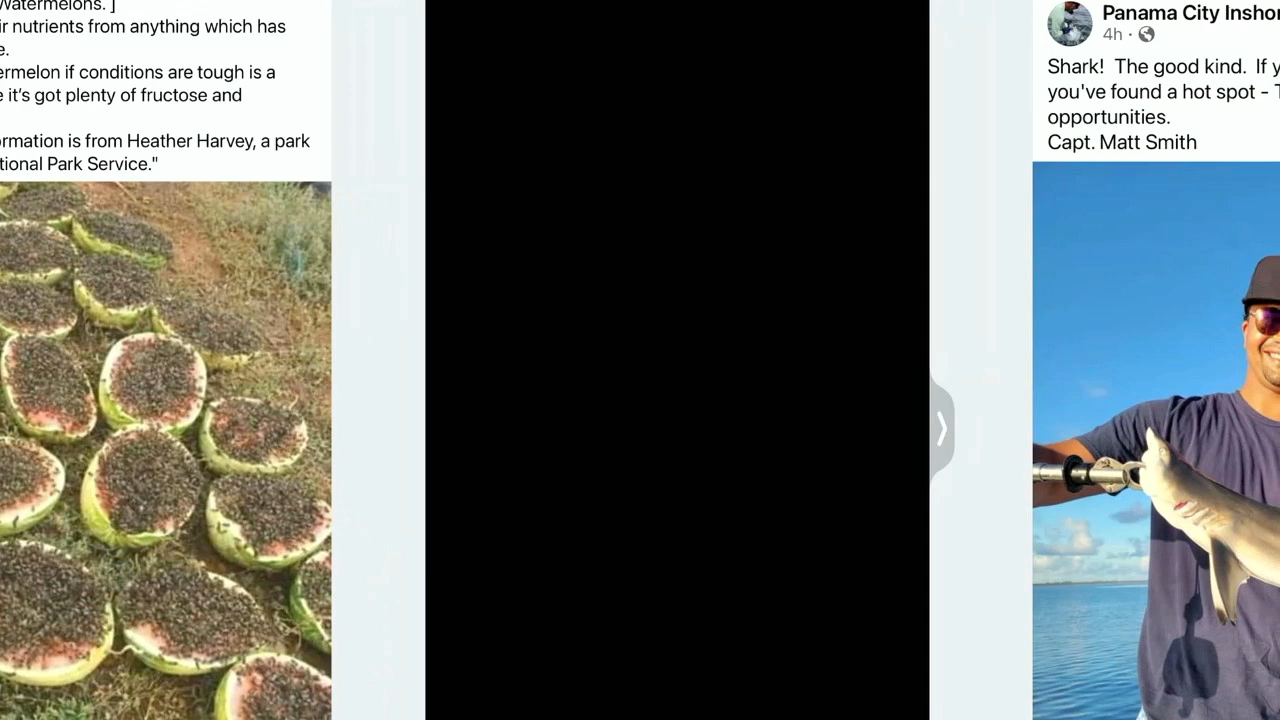 Watermelons. ]
ir nutrients from anything which has
e.
ermelon if conditions are tough is a
e it's got plenty of fructose and
ormation is from Heather Harvey, a park
tional Park Service."
Panama City Inshor
4h ·
Shark! The good kind. If y
you've found a hot spot - T
opportunities.
Capt. Matt Smith